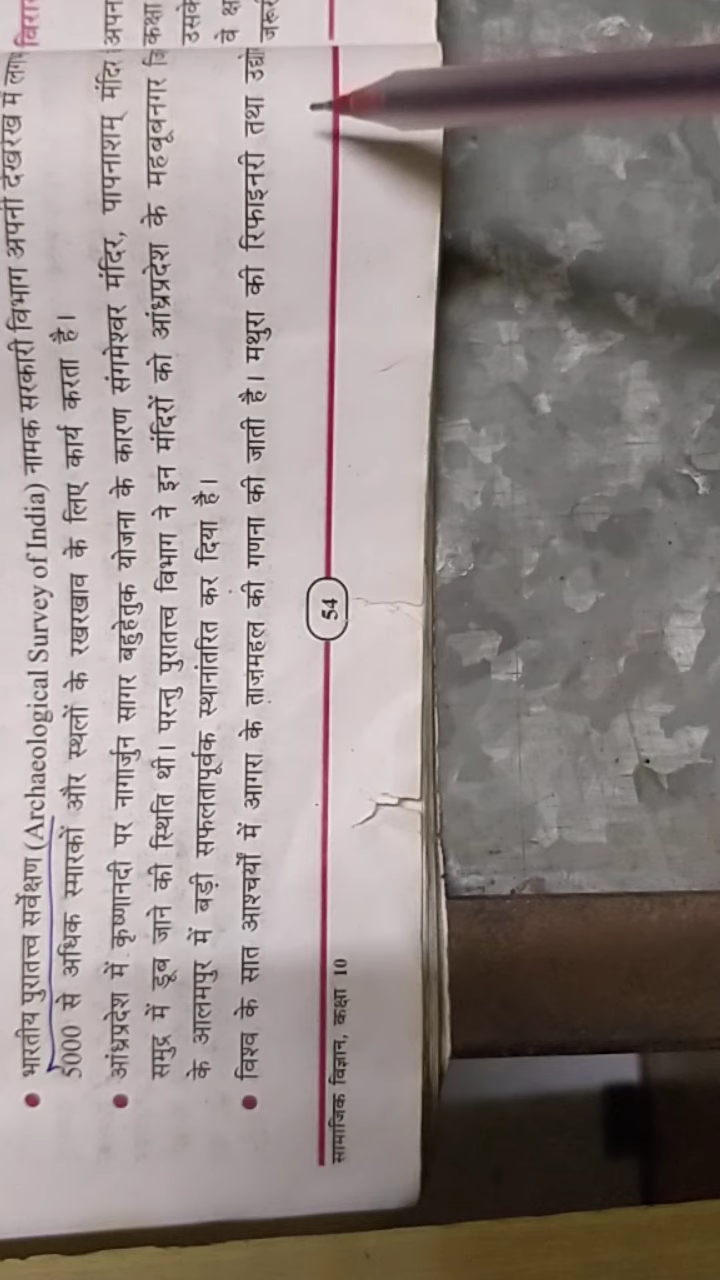 भारतीय पुरातत्त्व सर्वेक्षण (Archaeological Survey of India) नामक सरकारी विभाग अपनी देखरेख में
5000 से अधिक स्मारकों और स्थलों के रखरखाव के लिए कार्य करता है।
आंध्रप्रदेश में कृष्णानदी पर नागार्जुन सागर बहुहेतुक योजना के कारण संगमेश्वर मंदिर, पापनाशम् मंदिर
समुद्र में डूब जाने की स्थिति थी। परन्तु पुरातत्त्व विभाग ने इन मंदिरों को आंध्रप्रदेश के महबूबनगर
के आलमपुर में बड़ी सफलतापूर्वक स्थानांतरित कर दिया है।
विश्व के सात आश्चर्यों में आगरा के ताजमहल की गणना की जाती है। मथुरा की रिफाइनरी तथा
सामाजिक विज्ञान, कक्षा 10
54
विरा
अपन
कक्षा
उसके
वे क्ष
जरूर